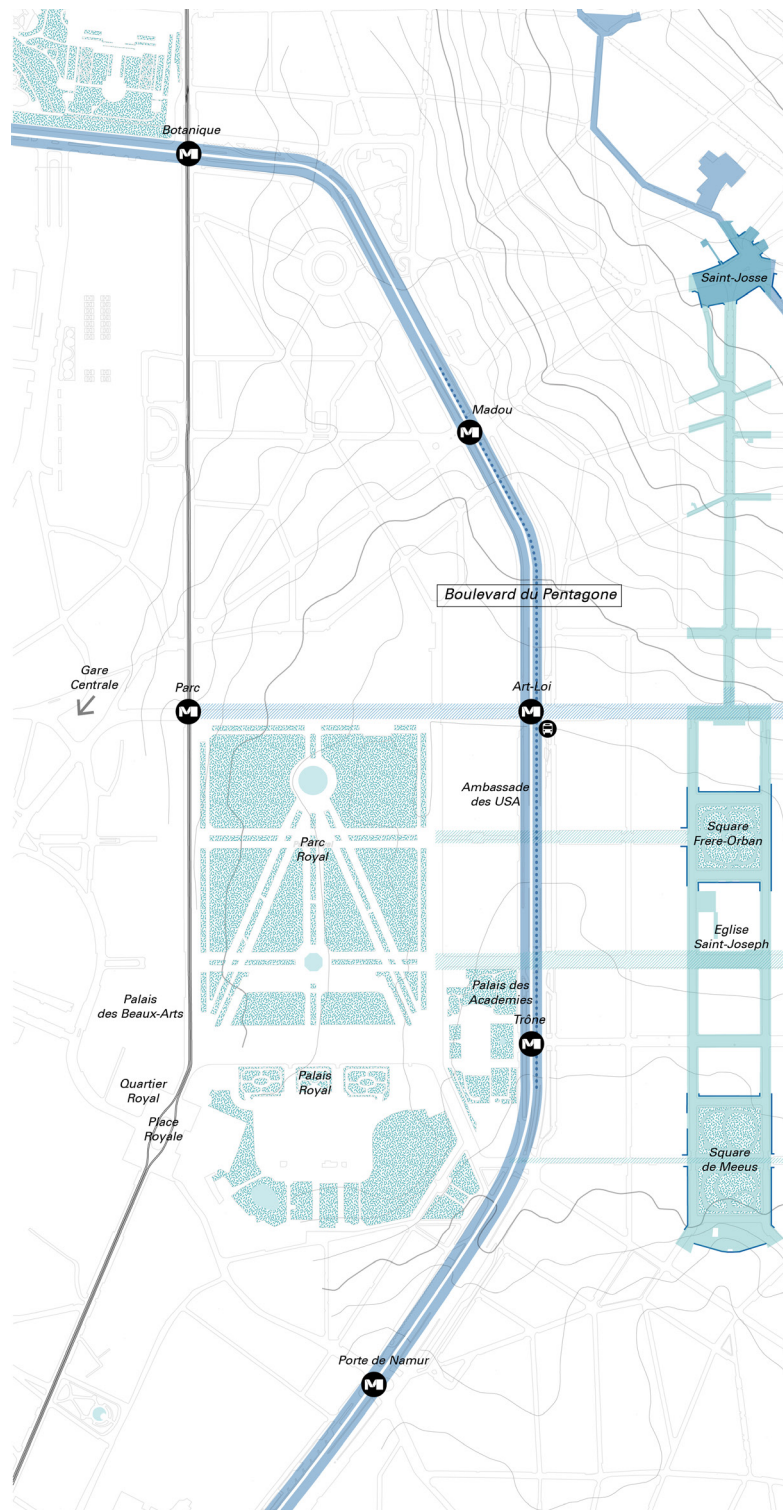 Botanique
M
Saint-Josse
Madou
M
Boulevard du Pentagone
Gare
Centrale
Parc
M
Art-Loi
M
Ambassade
des USA
Parc
Royal
Square
Frere-Orban
Eglise
Saint-Joseph
Palais des
Academies
Palais
des Beaux-Arts
Trône
M
Quartier
Royal
Palais
Royal
Place
Royale
Square
de Meeus
Porte de Namur
M